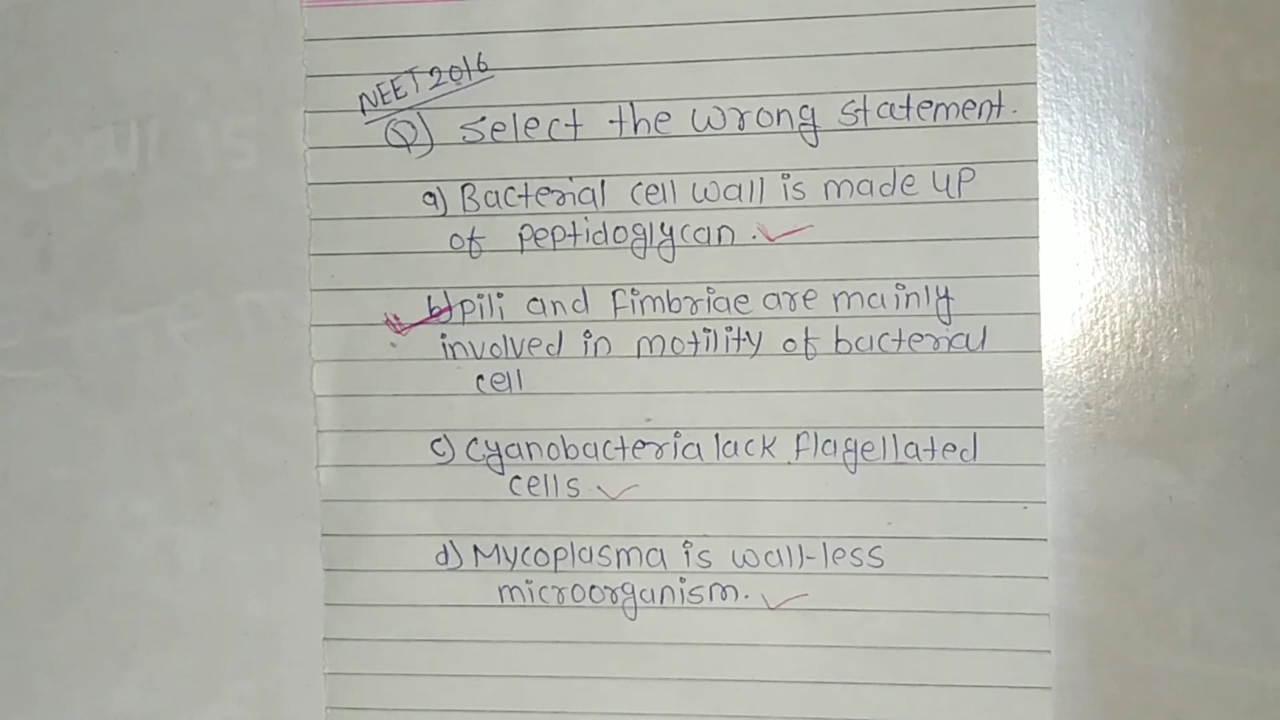 NEET 2016
Q) Select the wrong statement.
a) Bacterial cell wall is made up
of peptidoglycan.
b) pili and Fimbriae are mainly
involved in motility of bacterial
cell
c) Cyanobacteria lack flagellated
cells
d) Mycoplasma is wall-less
microorganism.